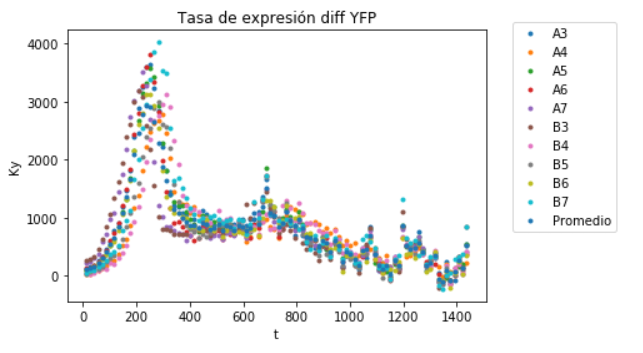 Tasa de expresión diff YFP
4000
3000
2000
1000
0
Ky
0 200 400 600 800 1000 1200 1400
t
A3
A4
A5
A6
A7
B3
B4
B5
B6
B7
Promedio